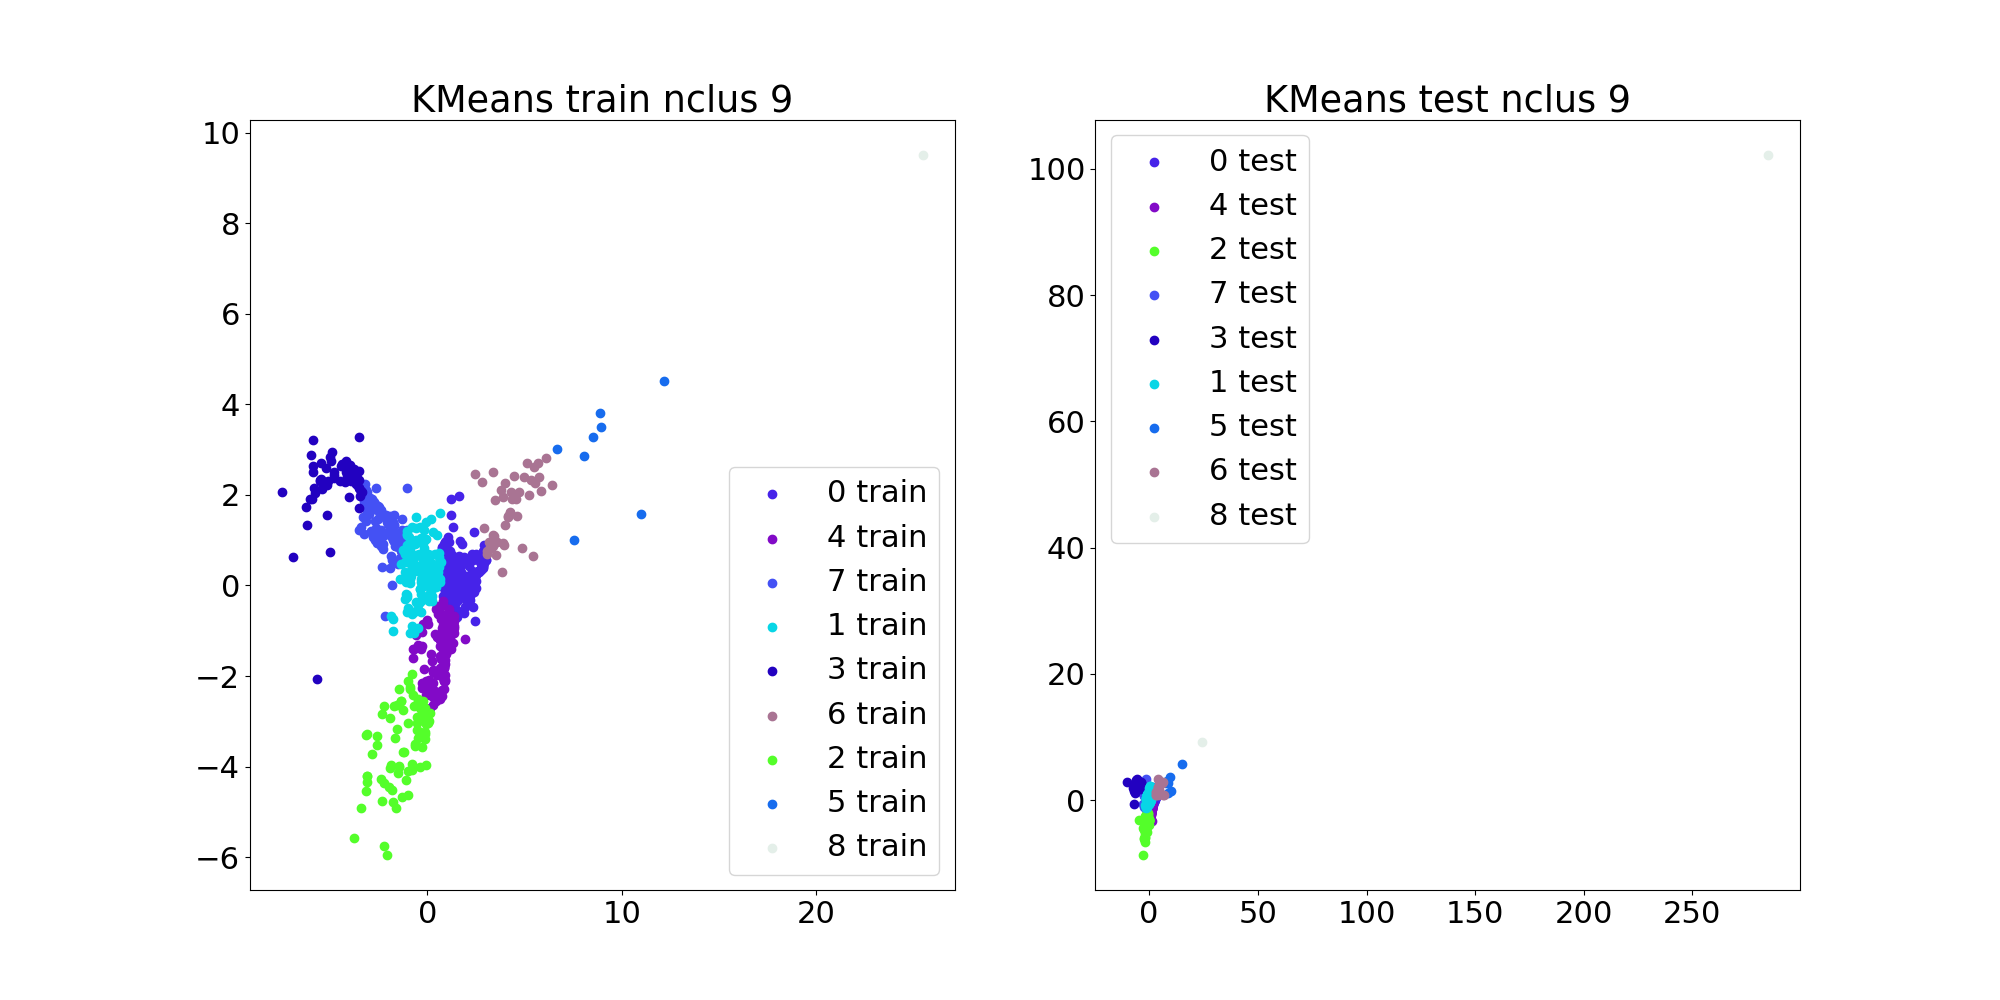 KMeans train nclus 9
10
8
6
4
2
0
−2
−4
−6
0
10
20
0 train
4 train
7 train
1 train
3 train
6 train
2 train
5 train
8 train
KMeans test nclus 9
100
80
60
40
20
0
0
50
100
150
200
250
0 test
4 test
2 test
7 test
3 test
1 test
5 test
6 test
8 test